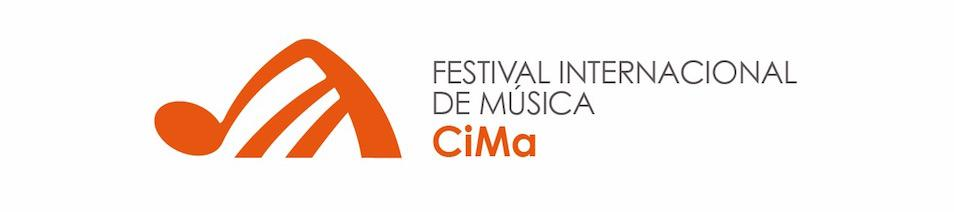 FESTIVAL INTERNACIONAL
DE MÚSICA
CiMa